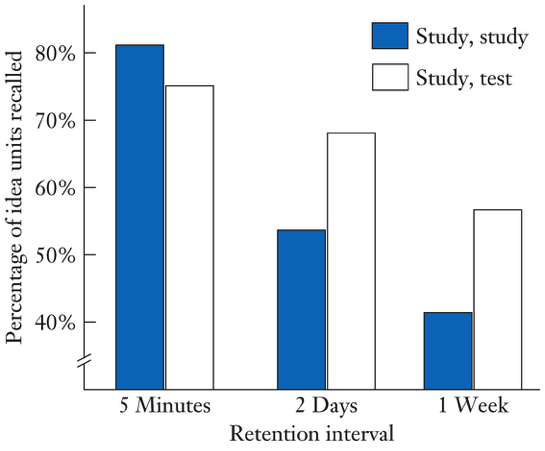 Percentage of idea units recalled
80%
70%
60%
50%
40%
Study, study
Study, test
5 Minutes
2 Days
1 Week
Retention interval